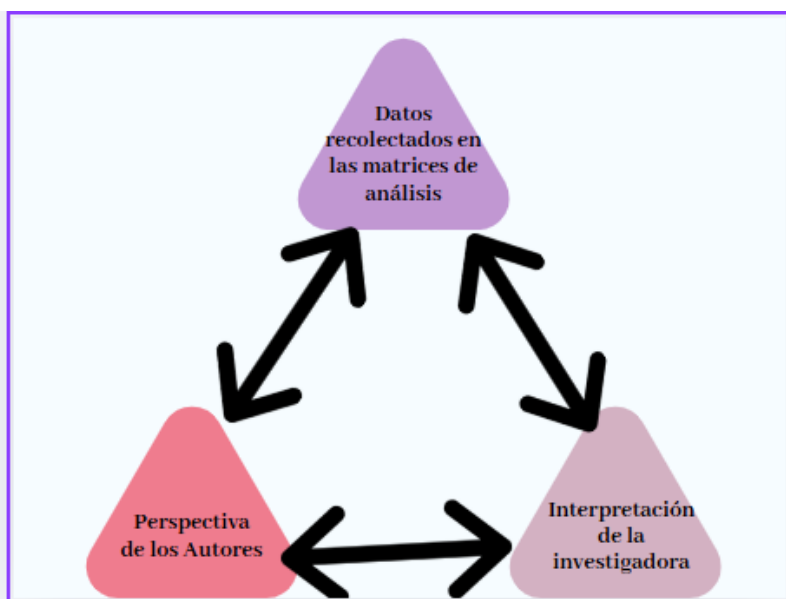 Datos
recolectados en
las matrices de
análisis
Perspectiva
de los Autores
Interpretación
de la
investigadora